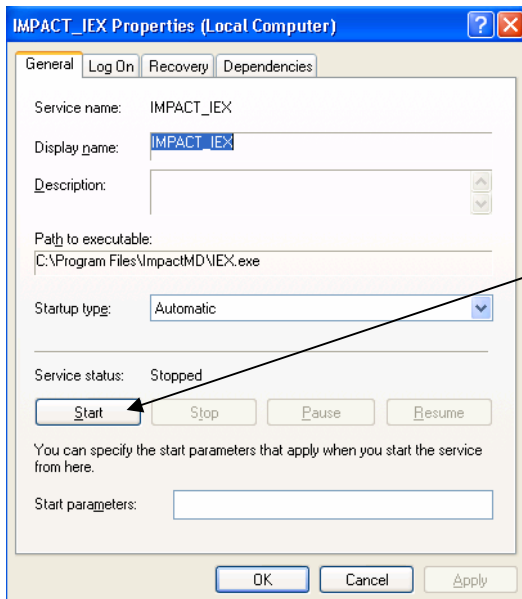 IMPACT_IEX Properties (Local Computer)
General Log On Recovery Dependencies
Service name: IMPACT_IEX
Display name: IMPACT_IEX
Description:
Path to executable:
C:\Program Files\ImpactMD\IEX.exe
Startup type: Automatic
Service status: Stopped
Start Stop Pause Resume
You can specify the start parameters that apply when you start the service
from here.
Start parameters:
OK Cancel Apply